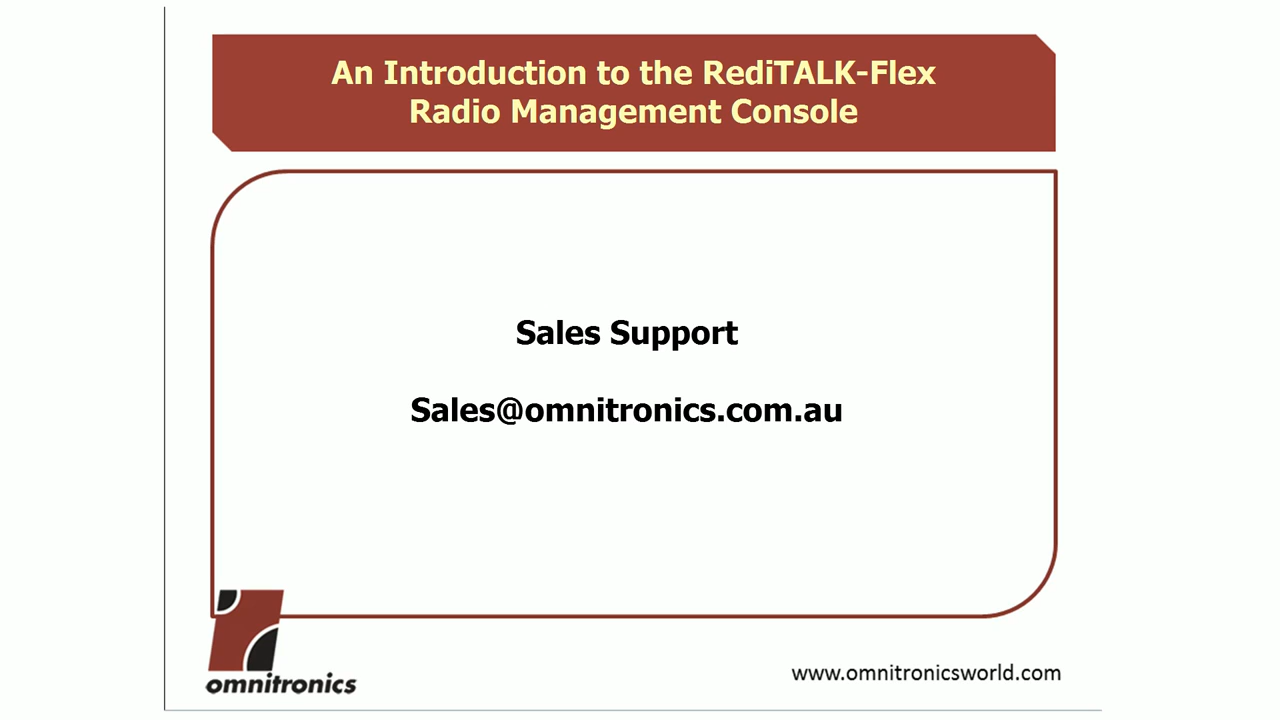 An Introduction to the RediTALK-Flex
Radio Management Console
Sales Support
Sales@omnitronics.com.au
omnitronics
www.omnitronicsworld.com